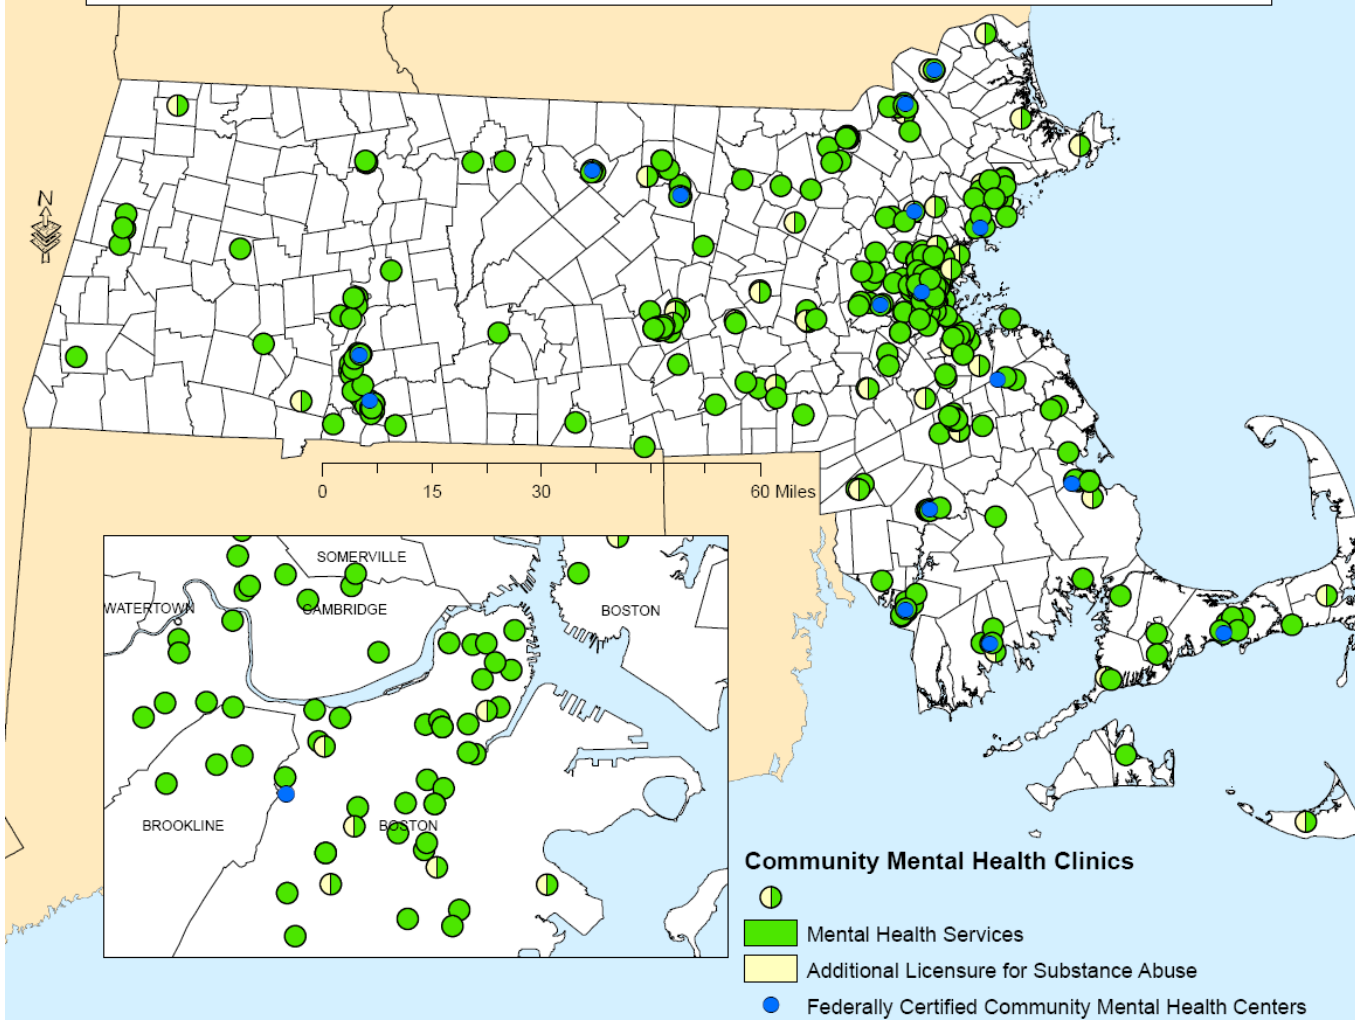 N
0 15 30 60 Miles
SOMERVILLE
WATERTOWN
CAMBRIDGE
BOSTON
BROOKLINE
BOSTON
Community Mental Health Clinics
Mental Health Services
Additional Licensure for Substance Abuse
Federally Certified Community Mental Health Centers